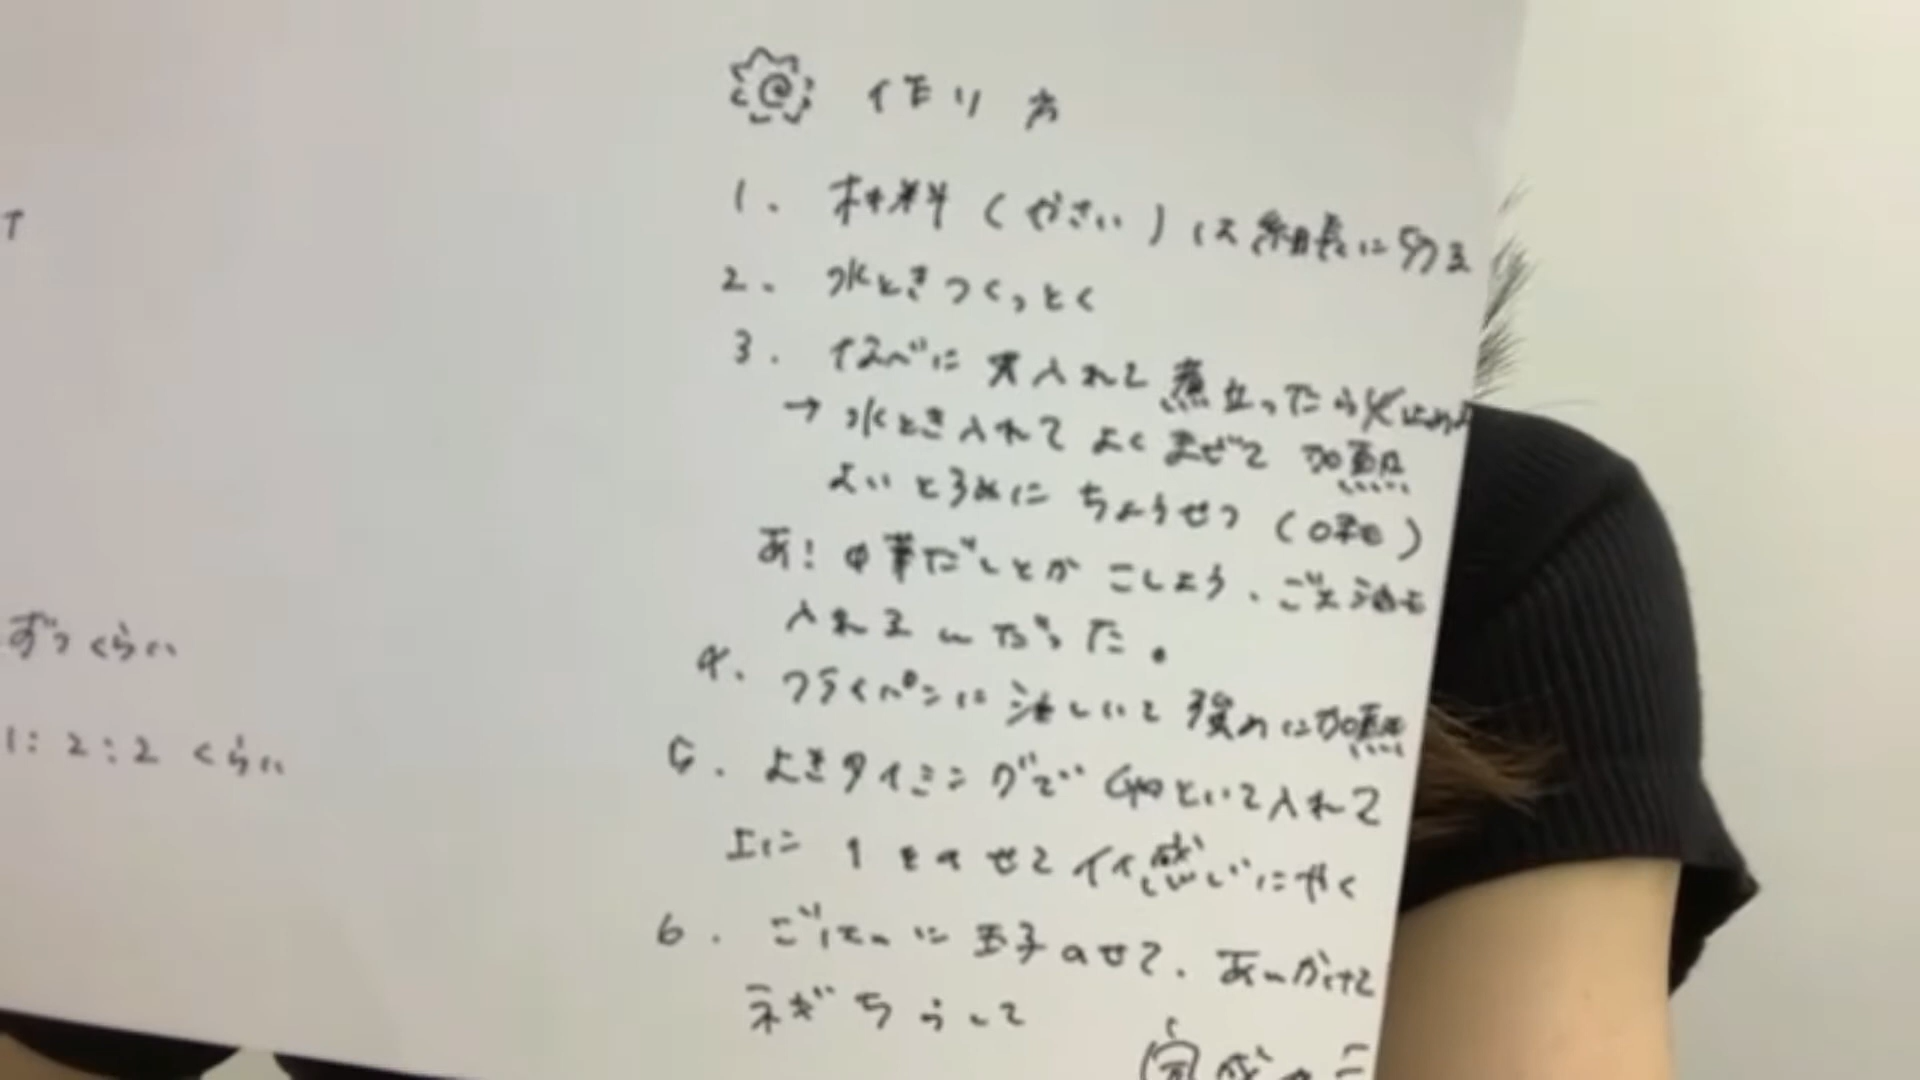 ずつくらい
1:2:2 くらい
作り方
1. 材料(やさい)は細長に切る
2. 水ときつくっとく
3. なべに 入れて煮立ったら火止める
→ 水とき入れてよくまぜて加熱
よいとろみにちょうせつ(味も)
あ!中華だしとかこしょう、ごま油も
入れるんだった。
4. フライパンに油しいて強めに加熱
5. よきタイミングで 卵といて入れて
上に 1 をのせてイイ感じにやく
6. ごはんに玉子のせて、あんかけて
ネギちらして
完成